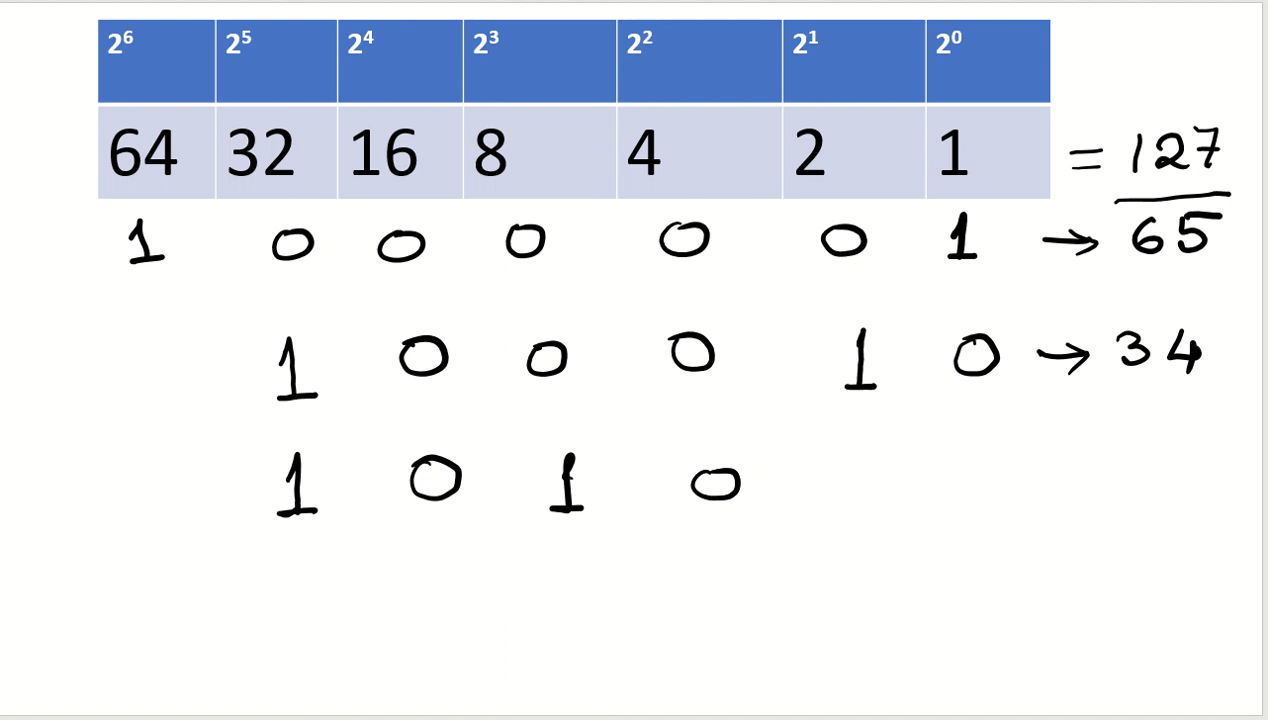 2⁶ 2⁵ 2⁴ 2³ 2² 2¹ 2⁰
64 32 16 8 4 2 1 = 127
1 0 0 0 0 0 1 → 65
1 0 0 0 1 0 → 34
1 0 1 0